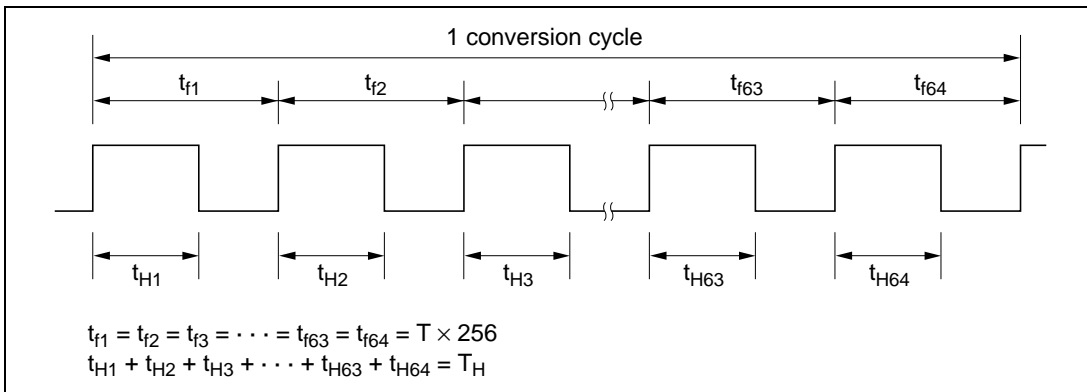 1 conversion cycle
tf1 tf2 tf63 tf64
tH1 tH2 tH3 tH63 tH64
tf1 = tf2 = tf3 = · · · = tf63 = tf64 = T × 256
tH1 + tH2 + tH3 + · · · + tH63 + tH64 = TH